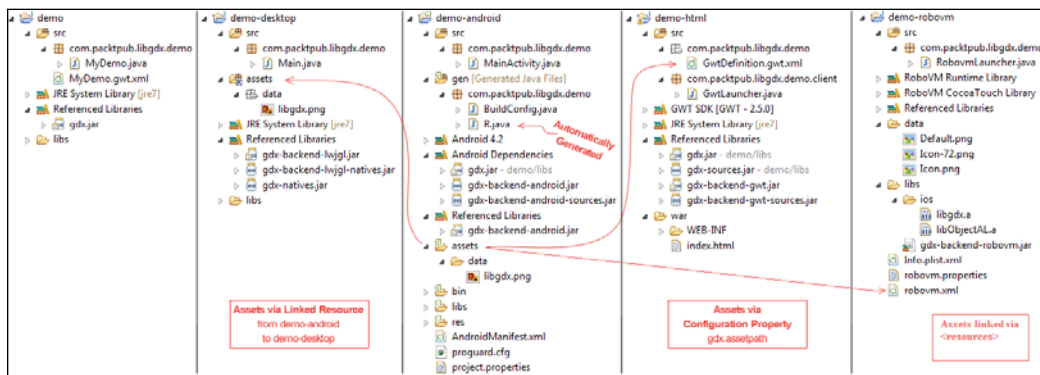 demo
src
com.packtpub.libgdx.demo
MyDemo.java
MyDemo.gwt.xml
JRE System Library [jre7]
Referenced Libraries
gdx.jar
libs
demo-desktop
src
com.packtpub.libgdx.demo
Main.java
assets
data
libgdx.png
JRE System Library [jre7]
Referenced Libraries
gdx-backend-lwjgl.jar
gdx-backend-lwjgl-natives.jar
gdx-natives.jar
libs
Assets via Linked Resource
from demo-android
to demo-desktop
demo-android
src
com.packtpub.libgdx.demo
MainActivity.java
gen [Generated Java Files]
com.packtpub.libgdx.demo
BuildConfig.java
R.java
Automatically
Generated
Android 4.2
Android Dependencies
gdx.jar - demo/libs
gdx-backend-android.jar
gdx-backend-android-sources.jar
Referenced Libraries
gdx-backend-android.jar
assets
data
libgdx.png
bin
libs
res
AndroidManifest.xml
proguard.cfg
project.properties
demo-html
src
com.packtpub.libgdx.demo
GwtDefinition.gwt.xml
com.packtpub.libgdx.demo.client
GwtLauncher.java
GWT SDK [GWT - 2.5.0]
JRE System Library [jre7]
Referenced Libraries
gdx.jar - demo/libs
gdx-sources.jar - demo/libs
gdx-backend-gwt.jar
gdx-backend-gwt-sources.jar
war
WEB-INF
index.html
Assets via
Configuration Property
gdx.assetpath
demo-robovm
src
com.packtpub.libgdx.demo
RobovmLauncher.java
RoboVM Runtime Library
RoboVM CocoaTouch Library
Referenced Libraries
data
Default.png
Icon-72.png
Icon.png
libs
ios
libgdx.a
libObjectAL.a
gdx-backend-robovm.jar
Info.plist.xml
robovm.properties
robovm.xml
Assets linked via
<resources>